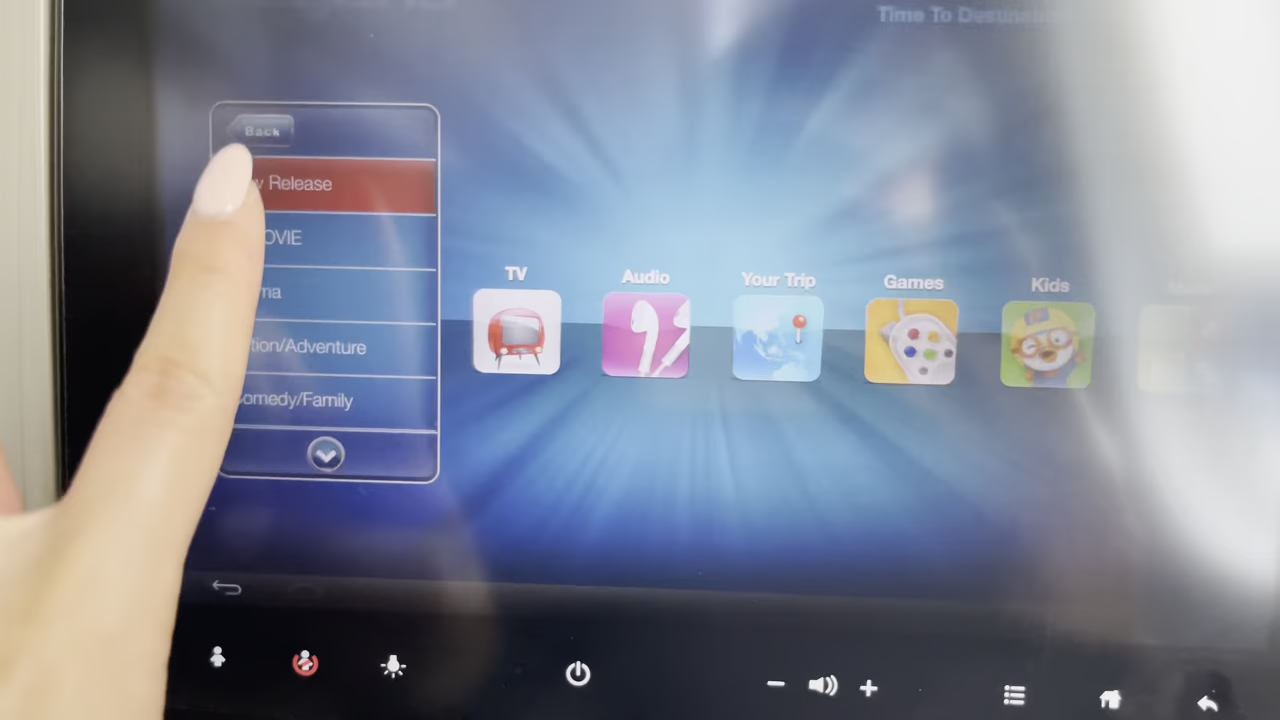 Time To Destination
Back
w Release
OVIE
ma
tion/Adventure
omedy/Family
TV
Audio
Your Trip
Games
Kids